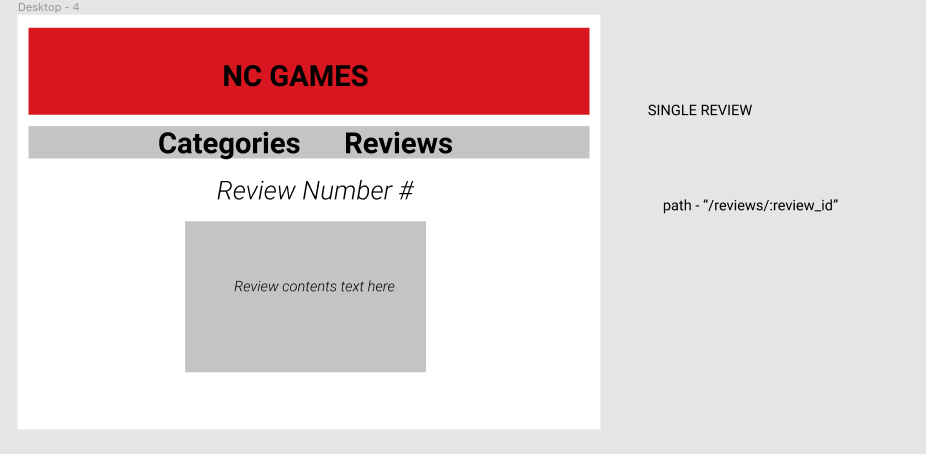 Desktop - 4
NC GAMES
Categories Reviews
Review Number #
Review contents text here
SINGLE REVIEW
path - “/reviews/:review_id”